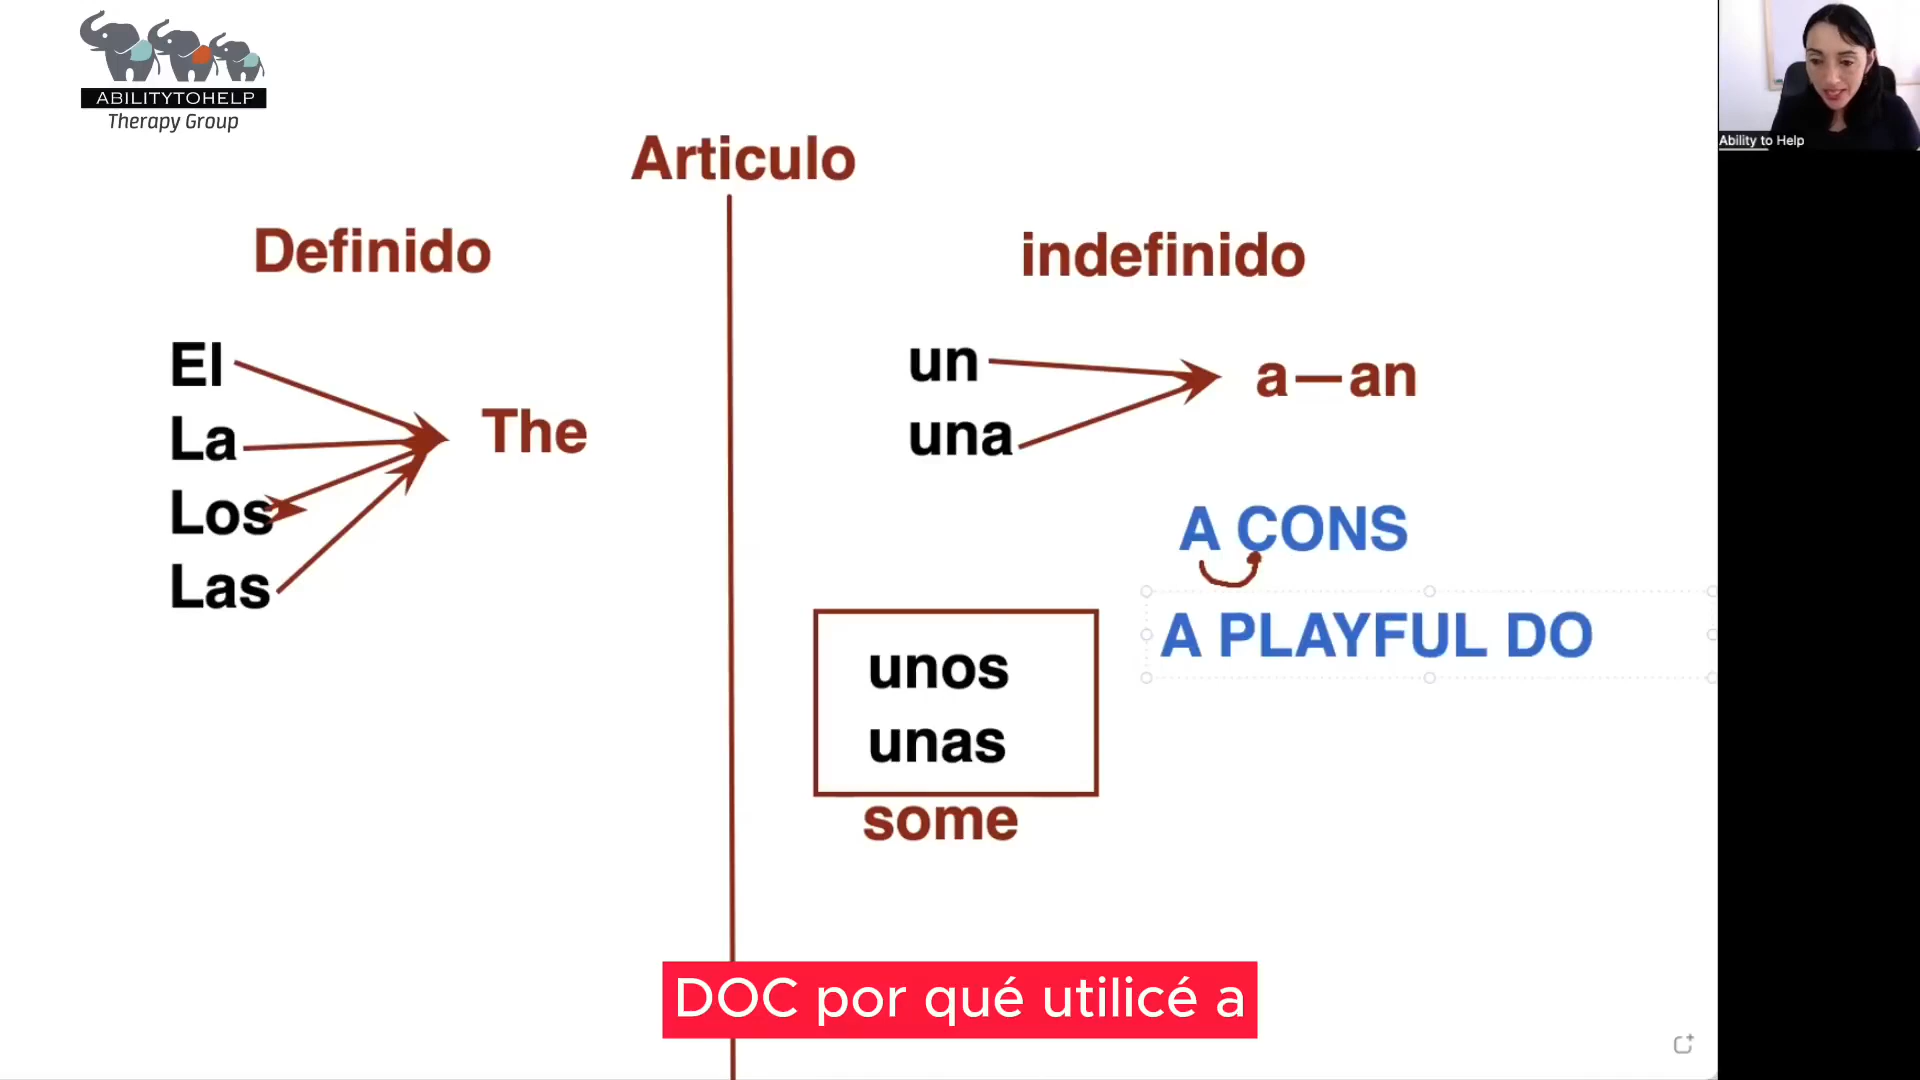 ABILITYTOHELP
Therapy Group
Ability to Help
Articulo
Definido
indefinido
El
La
Los
Las
The
un
una
a—an
A CONS
A PLAYFUL DO
unos
unas
some
DOC por qué utilicé a